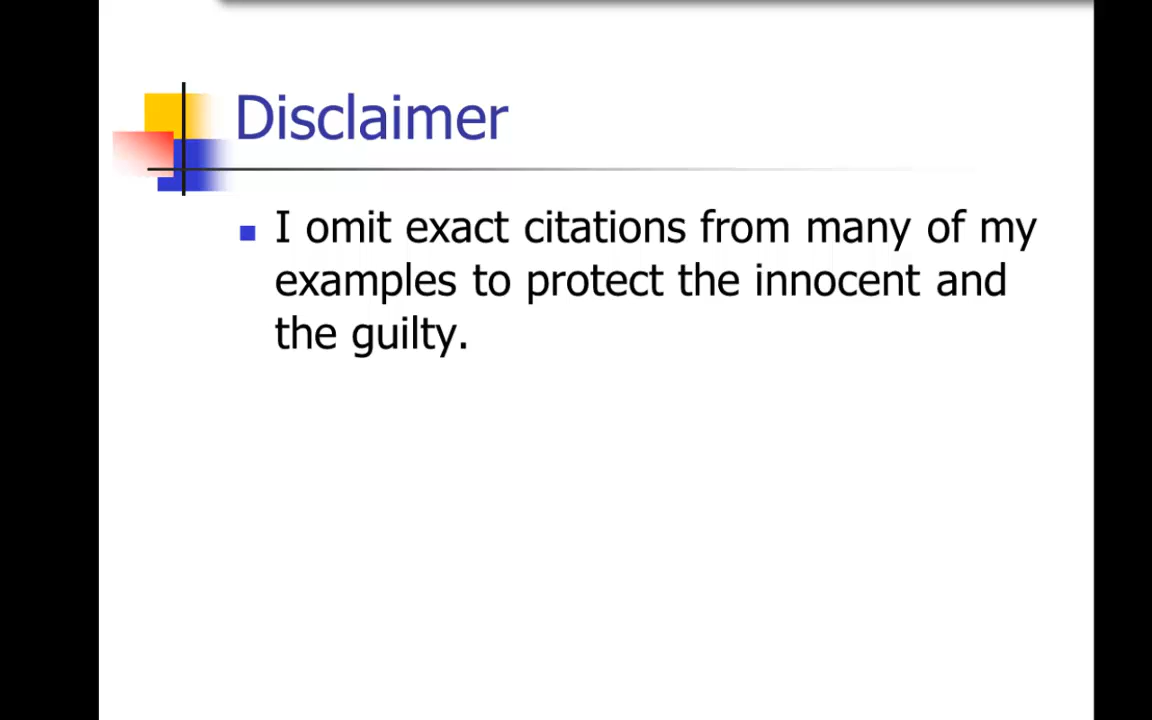 Disclaimer
I omit exact citations from many of my
examples to protect the innocent and
the guilty.